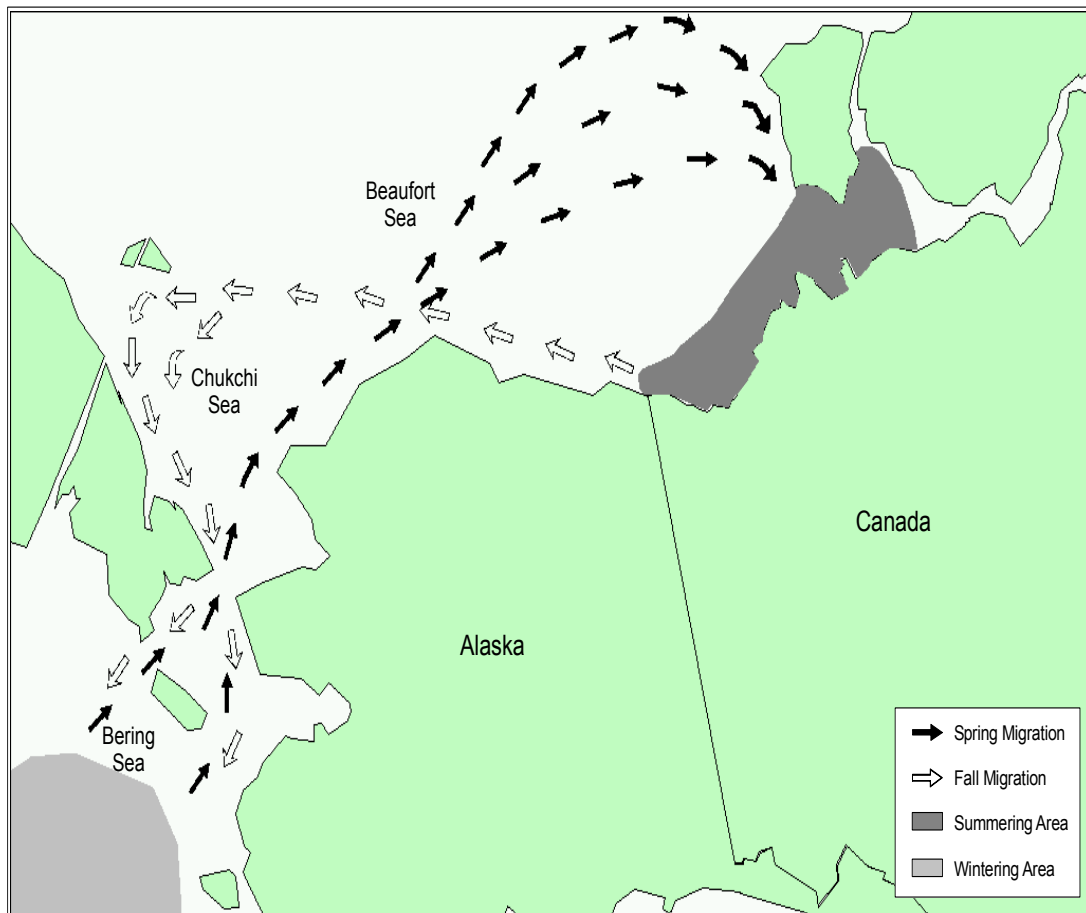 Beaufort
Sea
Chukchi
Sea
Canada
Alaska
Bering
Sea
Spring Migration
Fall Migration
Summering Area
Wintering Area